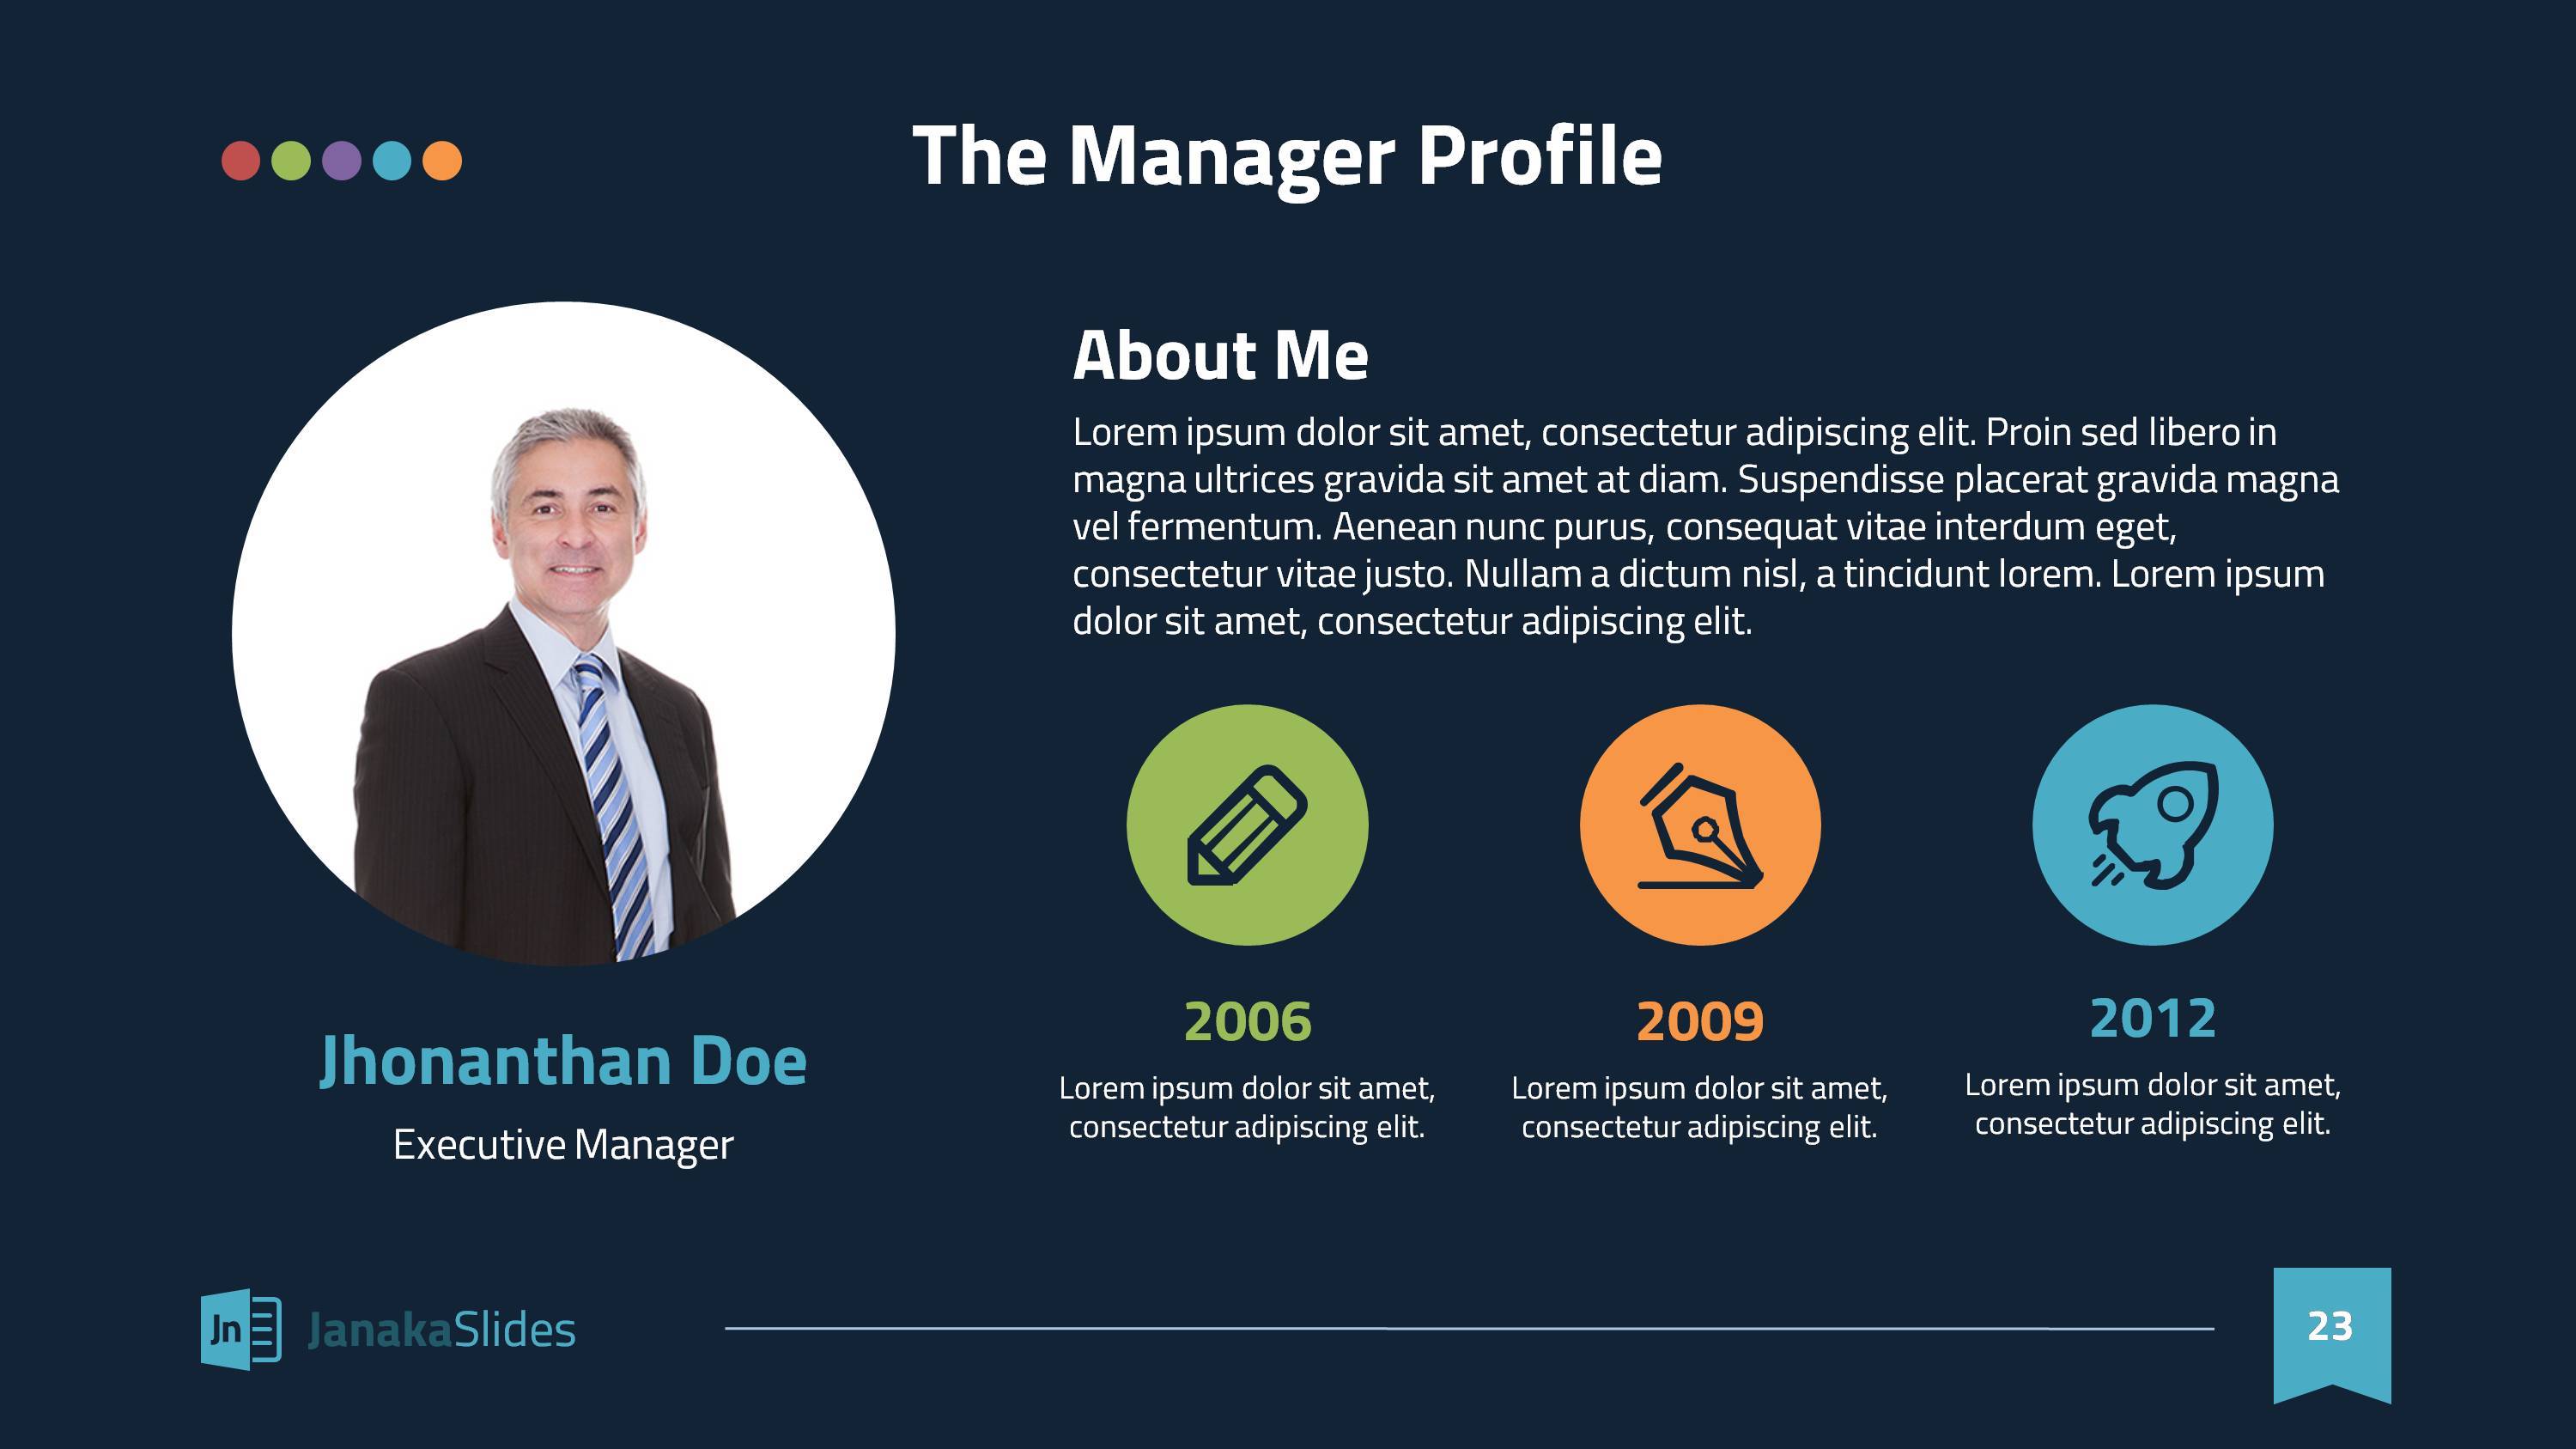 The Manager Profile
About Me
Lorem ipsum dolor sit amet, consectetur adipiscing elit. Proin sed libero in
magna ultrices gravida sit amet at diam. Suspendisse placerat gravida magna
vel fermentum. Aenean nunc purus, consequat vitae interdum eget,
consectetur vitae justo. Nullam a dictum nisl, a tincidunt lorem. Lorem ipsum
dolor sit amet, consectetur adipiscing elit.
Jhonanthan Doe
Executive Manager
2006
Lorem ipsum dolor sit amet,
consectetur adipiscing elit.
2009
Lorem ipsum dolor sit amet,
consectetur adipiscing elit.
2012
Lorem ipsum dolor sit amet,
consectetur adipiscing elit.
Jn JanakaSlides
23